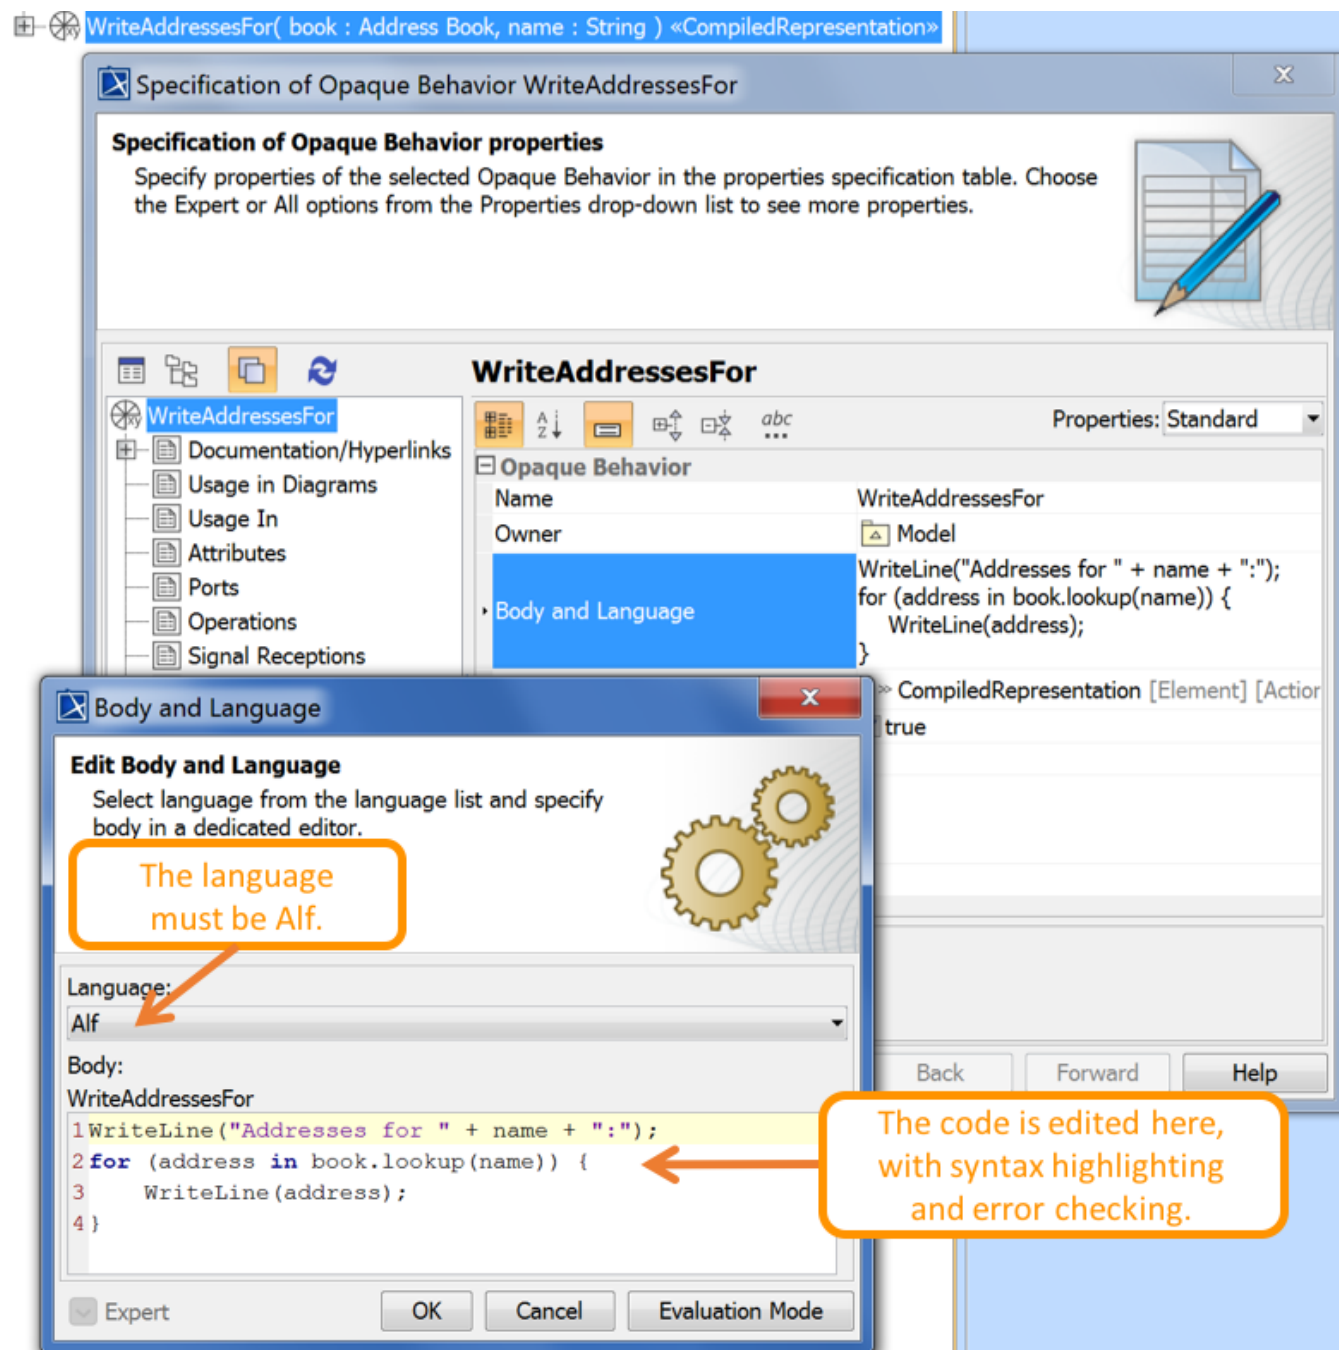 WriteAddressesFor( book : Address Book, name : String ) «CompiledRepresentation»
Specification of Opaque Behavior WriteAddressesFor
Specification of Opaque Behavior properties
Specify properties of the selected Opaque Behavior in the properties specification table. Choose
the Expert or All options from the Properties drop-down list to see more properties.
WriteAddressesFor
WriteAddressesFor
Documentation/Hyperlinks
Usage in Diagrams
Usage In
Attributes
Ports
Operations
Signal Receptions
abc
Properties: Standard
Opaque Behavior
Name WriteAddressesFor
Owner Model
Body and Language
WriteLine("Addresses for " + name + ":");
for (address in book.lookup(name)) {
WriteLine(address);
}
» CompiledRepresentation [Element] [Action
true
Back Forward Help
Body and Language
Edit Body and Language
Select language from the language list and specify
body in a dedicated editor.
The language
must be Alf.
Language:
Alf
Body:
WriteAddressesFor
1 WriteLine("Addresses for " + name + ":");
2 for (address in book.lookup(name)) {
3 WriteLine(address);
4 }
The code is edited here,
with syntax highlighting
and error checking.
Expert OK Cancel Evaluation Mode